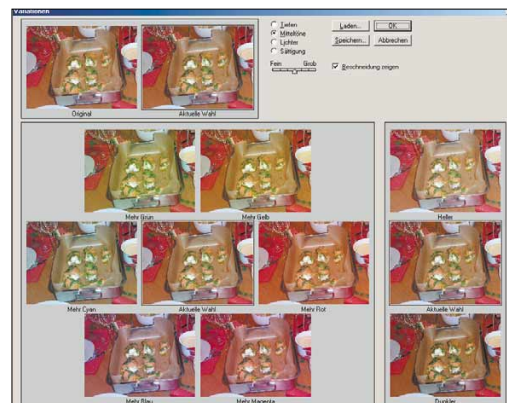 Variationen
Original
Aktuelle Wahl
Tiefen
Mitteltöne
Lichter
Sättigung
Fein
Grob
Laden...
OK
Speichern...
Abbrechen
Beschneidung zeigen
Mehr Grün
Mehr Gelb
Mehr Cyan
Aktuelle Wahl
Mehr Rot
Mehr Blau
Mehr Magenta
Heller
Aktuelle Wahl
Dunkler